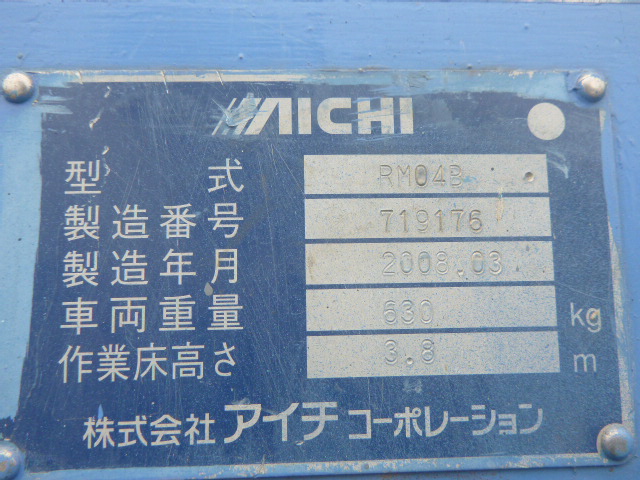 AICHI
型式 RM04B
製造番号 719176
製造年月 2008.03
車両重量 630 kg
作業床高さ 3.8 m
株式会社 アイチ コーポレーション